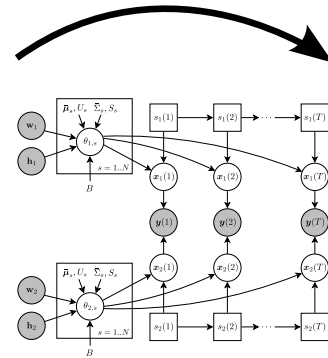 μ̄ₛ, Uₛ Σ̄ₛ, Sₛ
w₁
θ₁,ₛ
h₁
s = 1..N
B
s₁(1) s₁(2) ··· s₁(T)
x₁(1) x₁(2) x₁(T)
y(1) y(2) y(T)
x₂(1) x₂(2) x₂(T)
s₂(1) s₂(2) ··· s₂(T)
μ̄ₛ, Uₛ Σ̄ₛ, Sₛ
w₂
θ₂,ₛ
h₂
s = 1..N
B